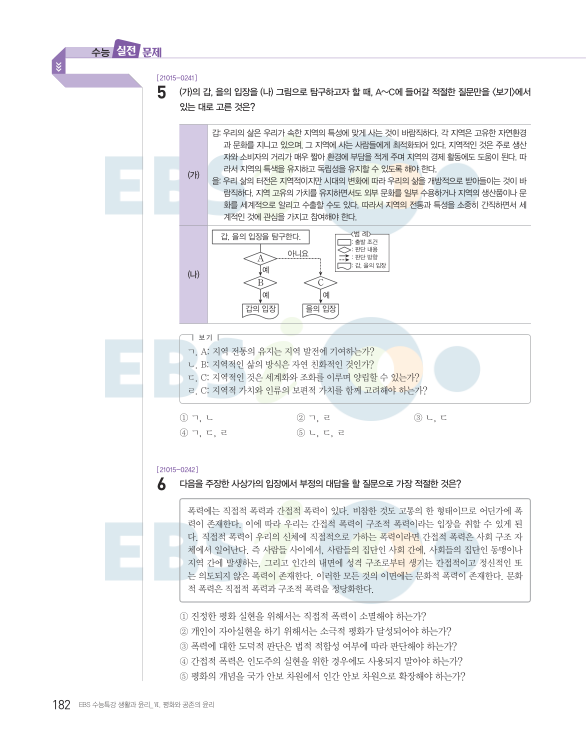 수능 실전 문제
[21015-0241]
5 (가)의 갑, 을의 입장을 (나) 그림으로 탐구하고자 할 때, A~C에 들어갈 적절한 질문만을 <보기>에서
있는 대로 고른 것은?
(가)
갑: 우리의 삶은 우리가 속한 지역의 특성에 맞게 사는 것이 바람직하다. 각 지역은 고유한 자연환경
과 문화를 지니고 있으며, 그 지역에 사는 사람들에게 최적화되어 있다. 지역적인 것은 주로 생산
자와 소비자의 거리가 매우 짧아 환경에 부담을 적게 주며 지역의 경제 활동에도 도움이 된다. 따
라서 지역의 특색을 유지하고 독립성을 유지할 수 있도록 해야 한다.
을: 우리 삶의 터전은 지역적이지만 시대의 변화에 따라 우리의 삶을 개방적으로 받아들이는 것이 바
람직하다. 지역 고유의 가치를 유지하면서도 외부 문화를 일부 수용하거나 지역의 생산품이나 문
화를 세계적으로 알리고 수출할 수도 있다. 따라서 지역의 전통과 특성을 소중히 간직하면서 세
계적인 것에 관심을 가지고 참여해야 한다.
(나)
갑, 을의 입장을 탐구한다.
<범 례>
: 출발 조건
: 판단 내용
: 판단 방향
: 갑, 을의 입장
A
아니요
예
B
C
예
예
갑의 입장
을의 입장
보기
ㄱ, A: 지역 전통의 유지는 지역 발전에 기여하는가?
ㄴ, B: 지역적인 삶의 방식은 자연 친화적인 것인가?
ㄷ, C: 지역적인 것은 세계화와 조화를 이루며 양립할 수 있는가?
ㄹ, C: 지역적 가치와 인류의 보편적 가치를 함께 고려해야 하는가?
① ㄱ, ㄴ
② ㄱ, ㄹ
③ ㄴ, ㄷ
④ ㄱ, ㄷ, ㄹ
⑤ ㄴ, ㄷ, ㄹ
[21015-0242]
6 다음을 주장한 사상가의 입장에서 부정의 대답을 할 질문으로 가장 적절한 것은?
폭력에는 직접적 폭력과 간접적 폭력이 있다. 비참한 것도 고통의 한 형태이므로 어딘가에 폭
력이 존재한다. 이에 따라 우리는 간접적 폭력이 구조적 폭력이라는 입장을 취할 수 있게 된
다. 직접적 폭력이 우리의 신체에 직접적으로 가하는 폭력이라면 간접적 폭력은 사회 구조 자
체에서 일어난다. 즉 사람들 사이에서, 사람들의 집단인 사회 간에, 사회들의 집단인 동맹이나
지역 간에 발생하는, 그리고 인간의 내면에 성격 구조로부터 생기는 간접적이고 정신적인 또
는 의도되지 않은 폭력이 존재한다. 이러한 모든 것의 이면에는 문화적 폭력이 존재한다. 문화
적 폭력은 직접적 폭력과 구조적 폭력을 정당화한다.
① 진정한 평화 실현을 위해서는 직접적 폭력이 소멸해야 하는가?
② 개인이 자아실현을 하기 위해서는 소극적 평화가 달성되어야 하는가?
③ 폭력에 대한 도덕적 판단은 법적 적합성 여부에 따라 판단해야 하는가?
④ 간접적 폭력은 인도주의 실현을 위한 경우에도 사용되지 말아야 하는가?
⑤ 평화의 개념을 국가 안보 차원에서 인간 안보 차원으로 확장해야 하는가?
182 EBS 수능특강 생활과 윤리_Ⅵ. 평화와 공존의 윤리
EBS
EBS
EBS